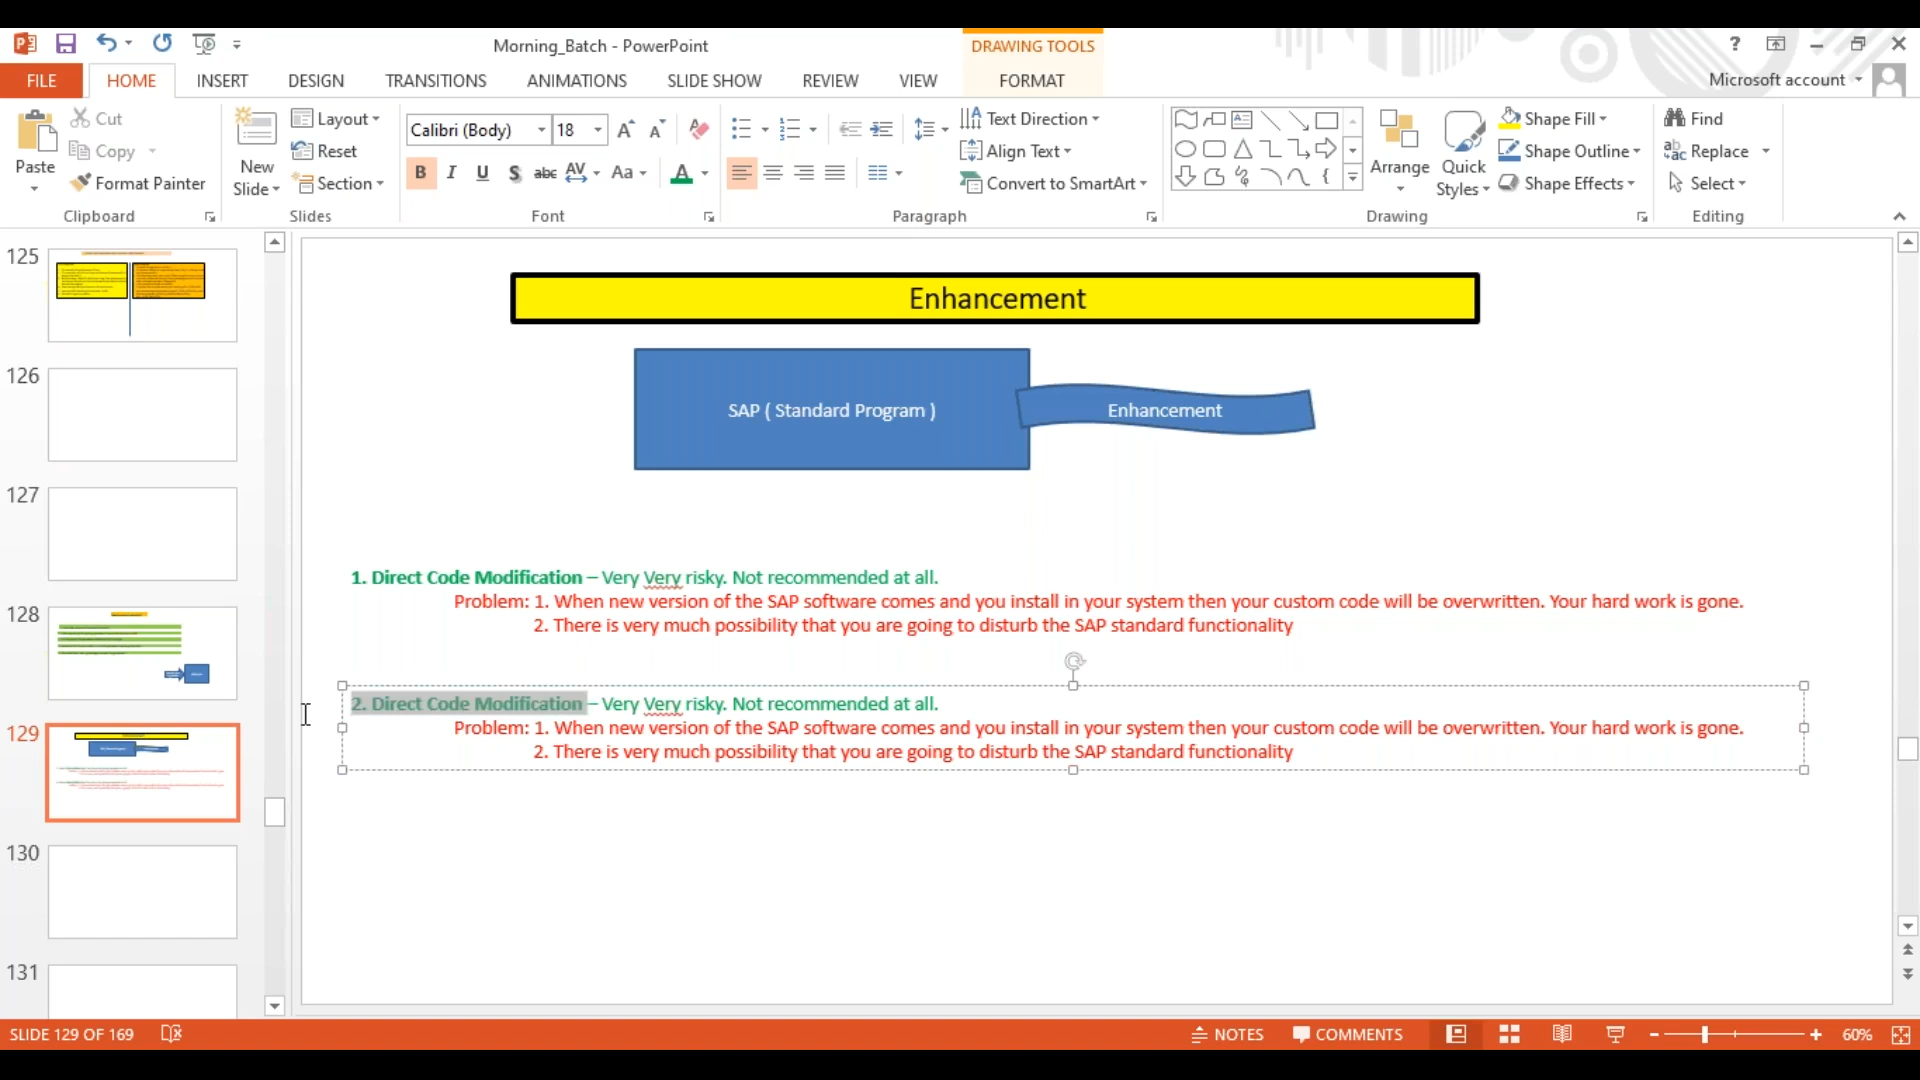 Morning_Batch - PowerPoint
DRAWING TOOLS
?
FILE
HOME
INSERT
DESIGN
TRANSITIONS
ANIMATIONS
SLIDE SHOW
REVIEW
VIEW
FORMAT
Microsoft account
Paste
Cut
Copy
Format Painter
Clipboard
New
Slide
Layout
Reset
Section
Slides
Calibri (Body)
18
B I U S abc AV Aa A
Font
Text Direction
Align Text
Convert to SmartArt
Paragraph
Arrange
Quick
Styles
Shape Fill
Shape Outline
Shape Effects
Drawing
Find
Replace
Select
Editing
125
126
127
128
129
130
131
Enhancement
SAP ( Standard Program )
Enhancement
1. Direct Code Modification – Very Very risky. Not recommended at all.
Problem: 1. When new version of the SAP software comes and you install in your system then your custom code will be overwritten. Your hard work is gone.
2. There is very much possibility that you are going to disturb the SAP standard functionality
2. Direct Code Modification – Very Very risky. Not recommended at all.
Problem: 1. When new version of the SAP software comes and you install in your system then your custom code will be overwritten. Your hard work is gone.
2. There is very much possibility that you are going to disturb the SAP standard functionality
SLIDE 129 OF 169
NOTES
COMMENTS
60%